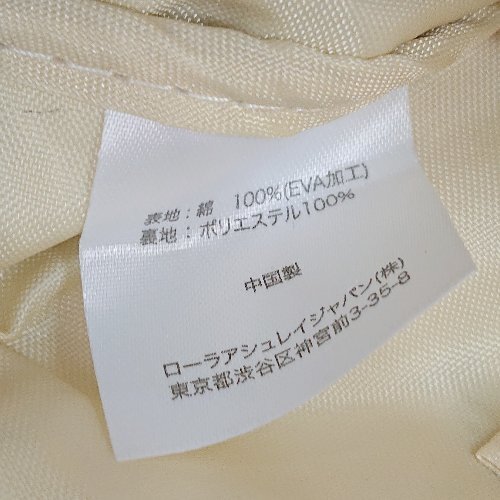 表地：綿 100%(EVA加工)
裏地：ポリエステル100%
中国製
ローラアシュレイジャパン(株)
東京都渋谷区神宮前3-35-8